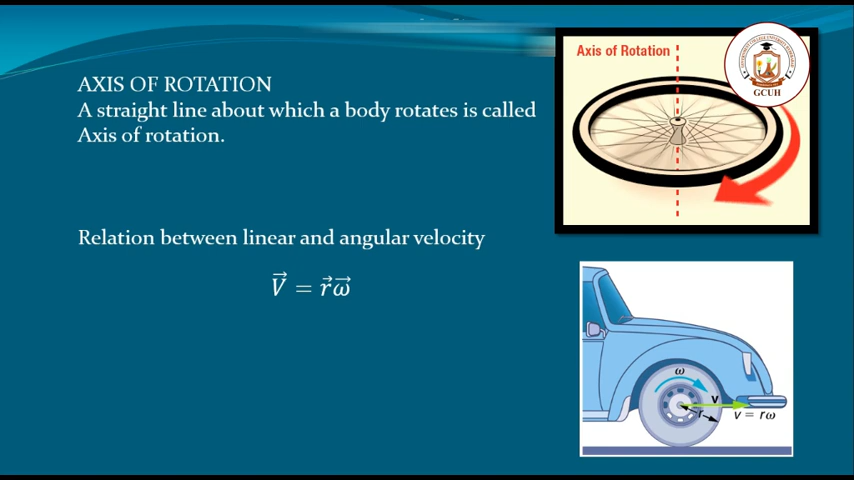 AXIS OF ROTATION
A straight line about which a body rotates is called
Axis of rotation.
Relation between linear and angular velocity
V⃗ = r⃗ω⃗
Axis of Rotation
GCUH
ω
v
r
v = rω